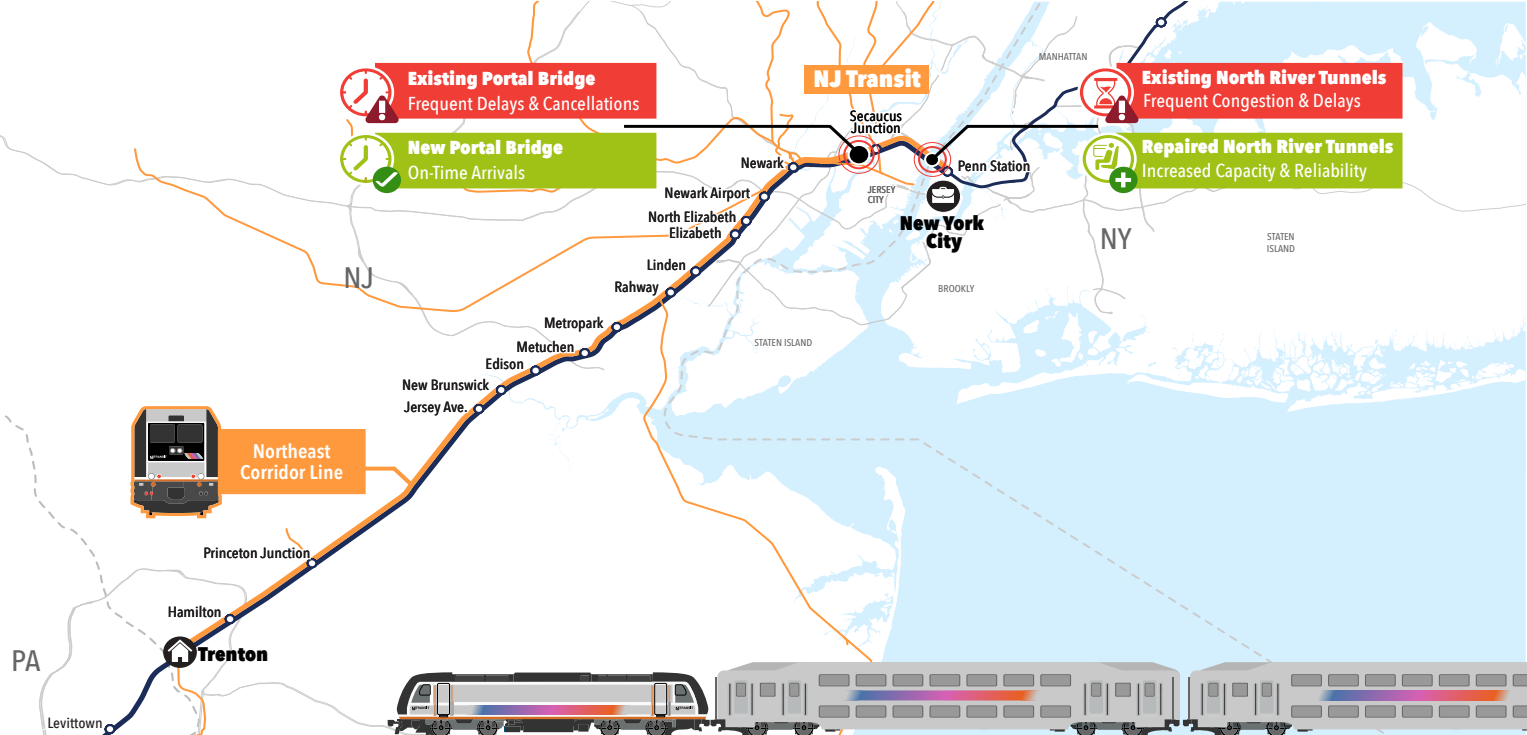 MANHATTAN
Existing Portal Bridge
Frequent Delays & Cancellations
NJ Transit
Existing North River Tunnels
Frequent Congestion & Delays
Secaucus
Junction
New Portal Bridge
On-Time Arrivals
Repaired North River Tunnels
Increased Capacity & Reliability
Newark
Penn Station
Newark Airport
JERSEY
CITY
North Elizabeth
Elizabeth
New York
City
NY
STATEN
ISLAND
Linden
NJ
Rahway
BROOKLY
Metropark
STATEN ISLAND
Metuchen
Edison
New Brunswick
Jersey Ave.
Northeast
Corridor Line
Princeton Junction
Hamilton
PA
Trenton
Levittown